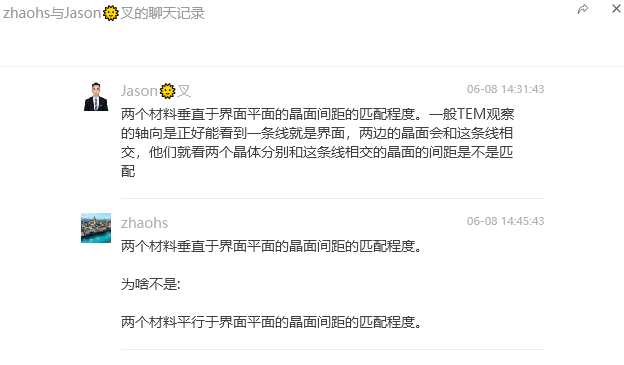 zhaohs与Jason🌞叉的聊天记录
Jason🌞叉
06-08 14:31:43
两个材料垂直于界面平面的晶面间距的匹配程度。一般TEM观察
的轴向是正好能看到一条线就是界面，两边的晶面会和这条线相
交，他们就看两个晶体分别和这条线相交的晶面的间距是不是匹
配
zhaohs
06-08 14:45:43
两个材料垂直于界面平面的晶面间距的匹配程度。
为啥不是:
两个材料平行于界面平面的晶面间距的匹配程度。